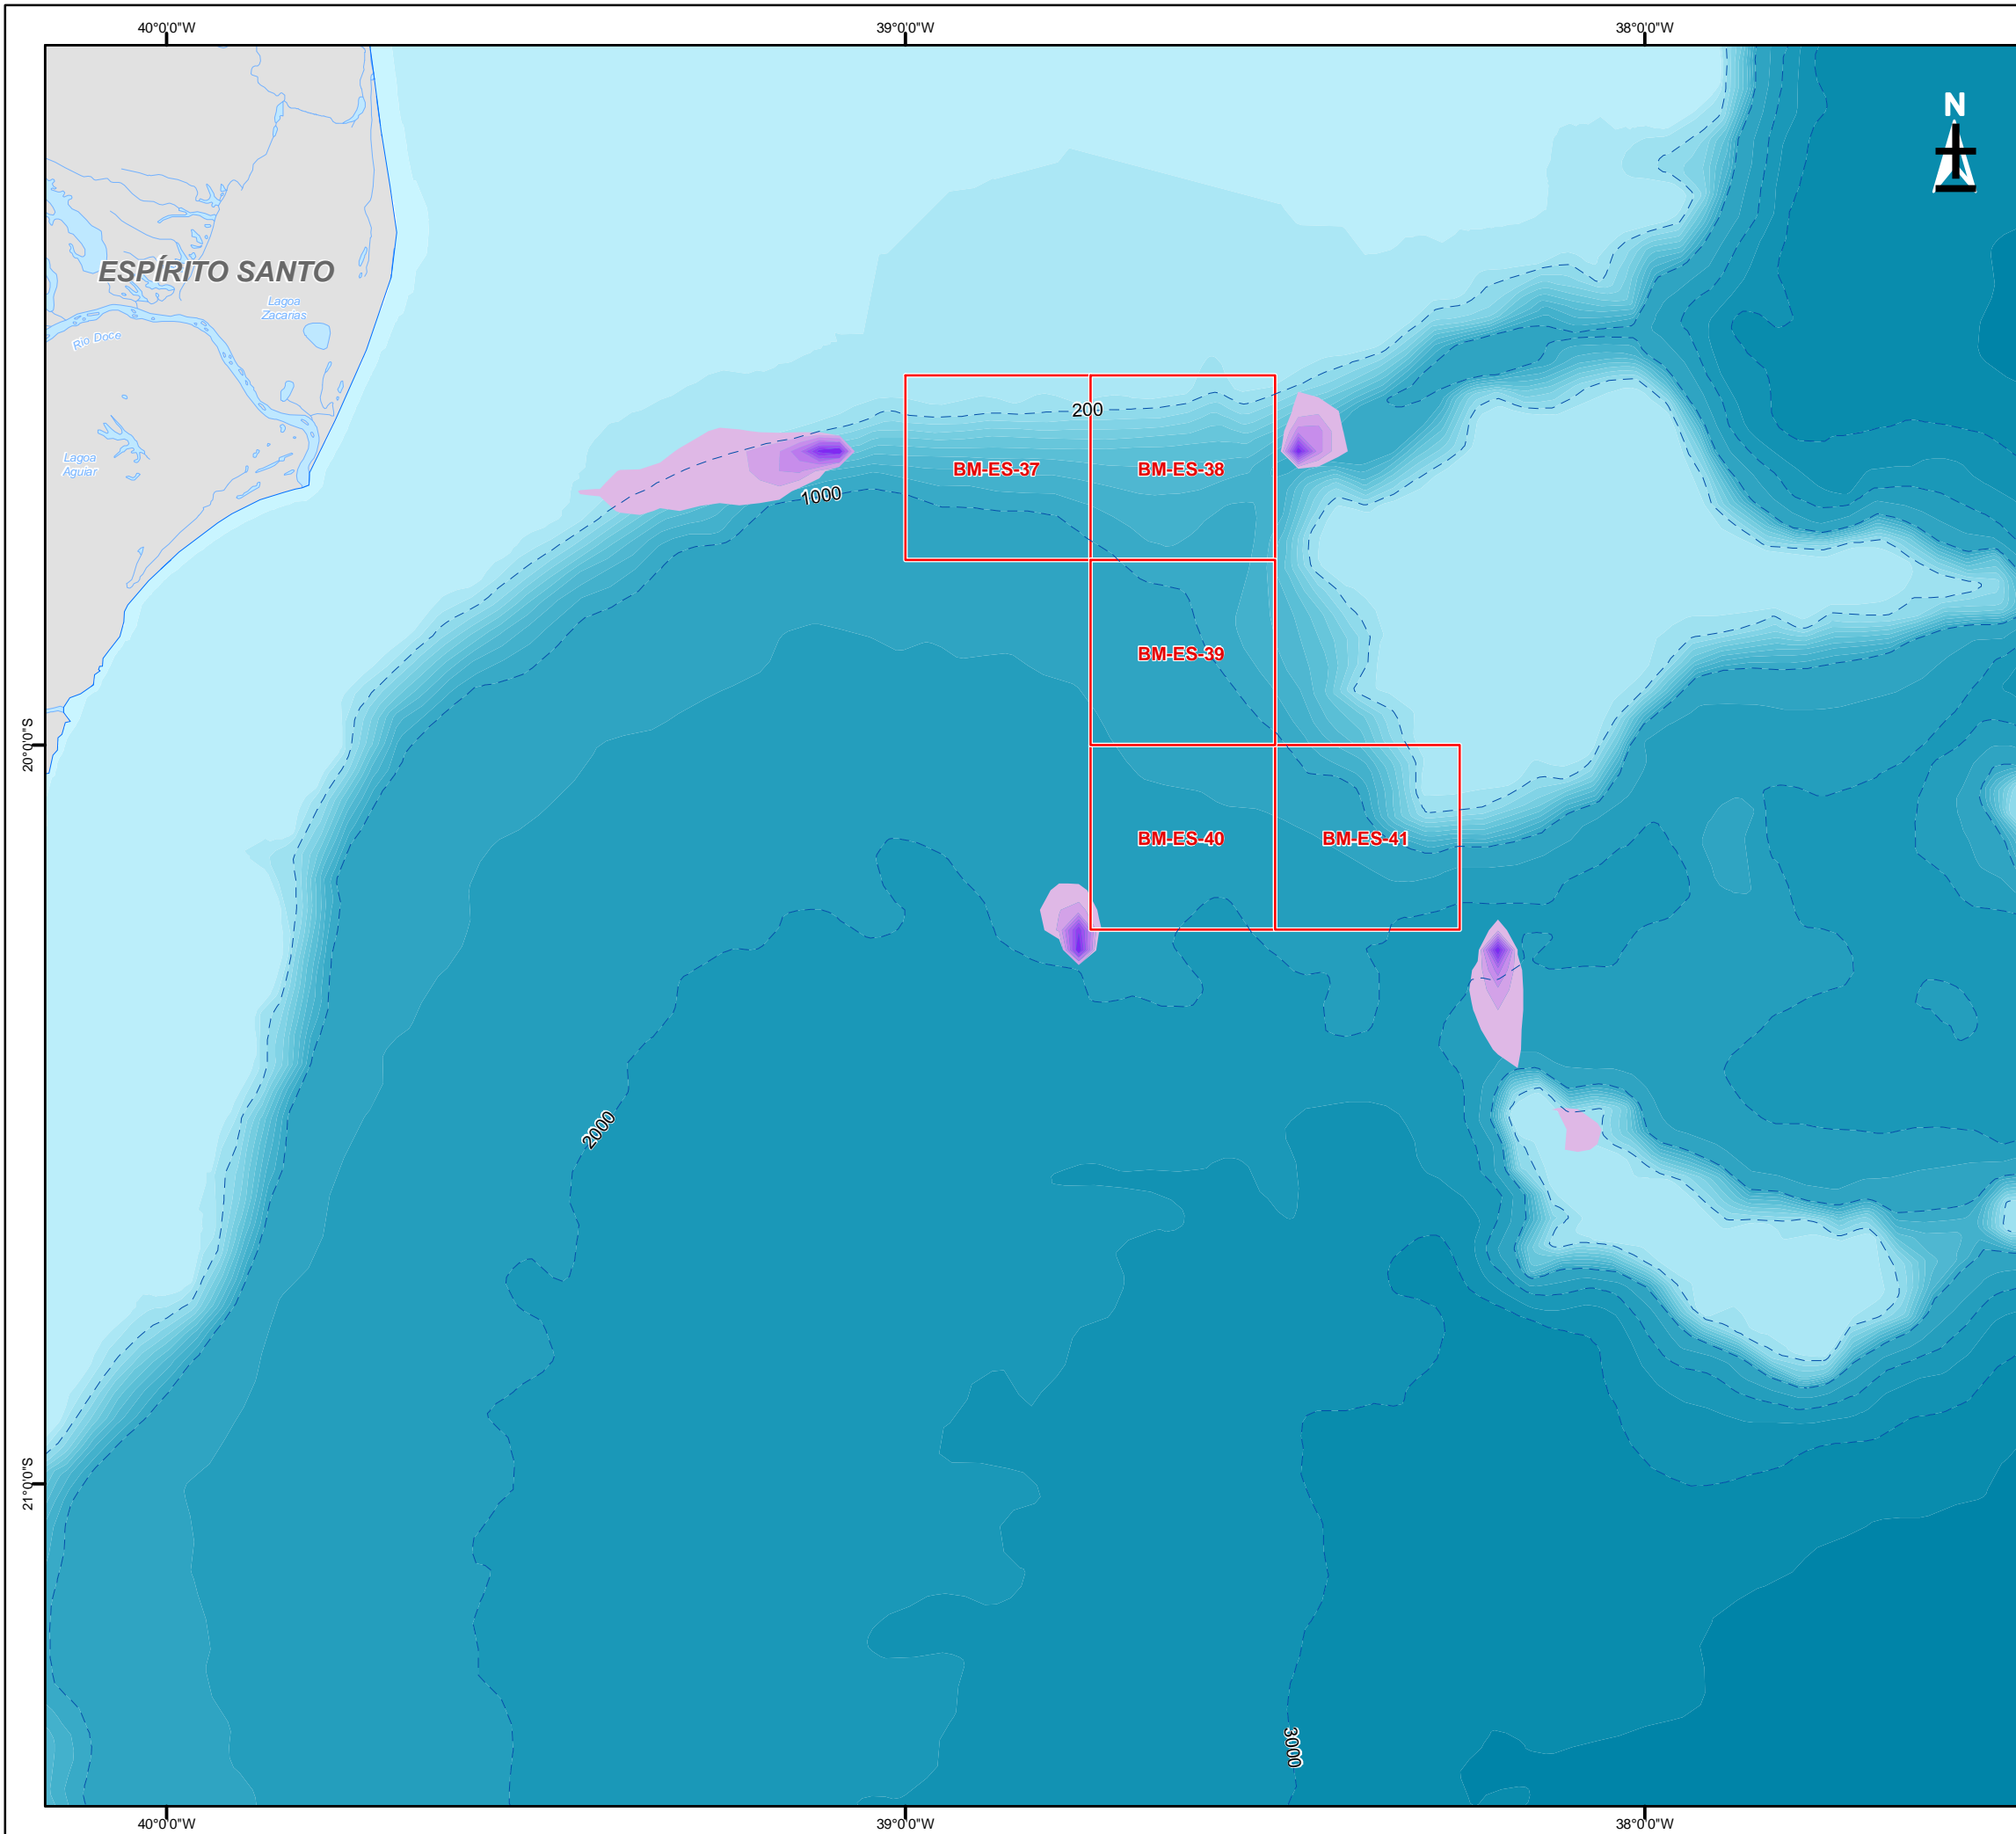 40°0'0"W
39°0'0"W
38°0'0"W
N
ESPÍRITO SANTO
Lagoa
Zacarias
Rio Doce
Lagoa
Aguiar
200
1000
BM-ES-37
BM-ES-38
BM-ES-39
20°0'0"S
BM-ES-40
BM-ES-41
2000
21°0'0"S
3000
40°0'0"W
39°0'0"W
38°0'0"W